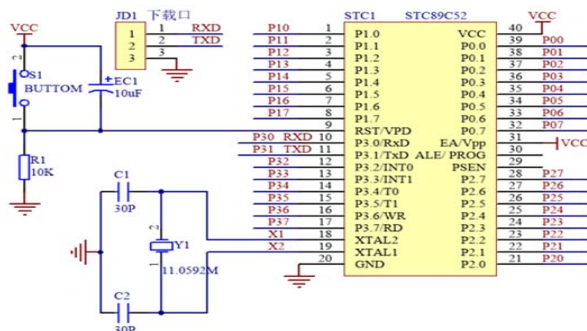 JD1 下载口
VCC
1 1 RXD
2 2 TXD
3 3
2
S1
BUTTOM
1
EC1
10uF
R1
10K
C1
30P
2
Y1
1
11.0592M
C2
30P
STC1 STC89C52
VCC
P10 1 P1.0 VCC 40
P11 2 P1.1 P0.0 39 P00
P12 3 P1.2 P0.1 38 P01
P13 4 P1.3 P0.2 37 P02
P14 5 P1.4 P0.3 36 P03
P15 6 P1.5 P0.4 35 P04
P16 7 P1.6 P0.5 34 P05
P17 8 P1.7 P0.6 33 P06
9 RST/VPD P0.7 32 P07
P30 RXD 10 P3.0/RxD EA/Vpp 31 VCC
P31 TXD 11 P3.1/TxD ALE/ PROG 30
P32 12 P3.2/INT0 PSEN 29
P33 13 P3.3/INT1 P2.7 28 P27
P34 14 P3.4/T0 P2.6 27 P26
P35 15 P3.5/T1 P2.5 26 P25
P36 16 P3.6/WR P2.4 25 P24
P37 17 P3.7/RD P2.3 24 P23
X1 18 XTAL2 P2.2 23 P22
X2 19 XTAL1 P2.1 22 P21
20 GND P2.0 21 P20